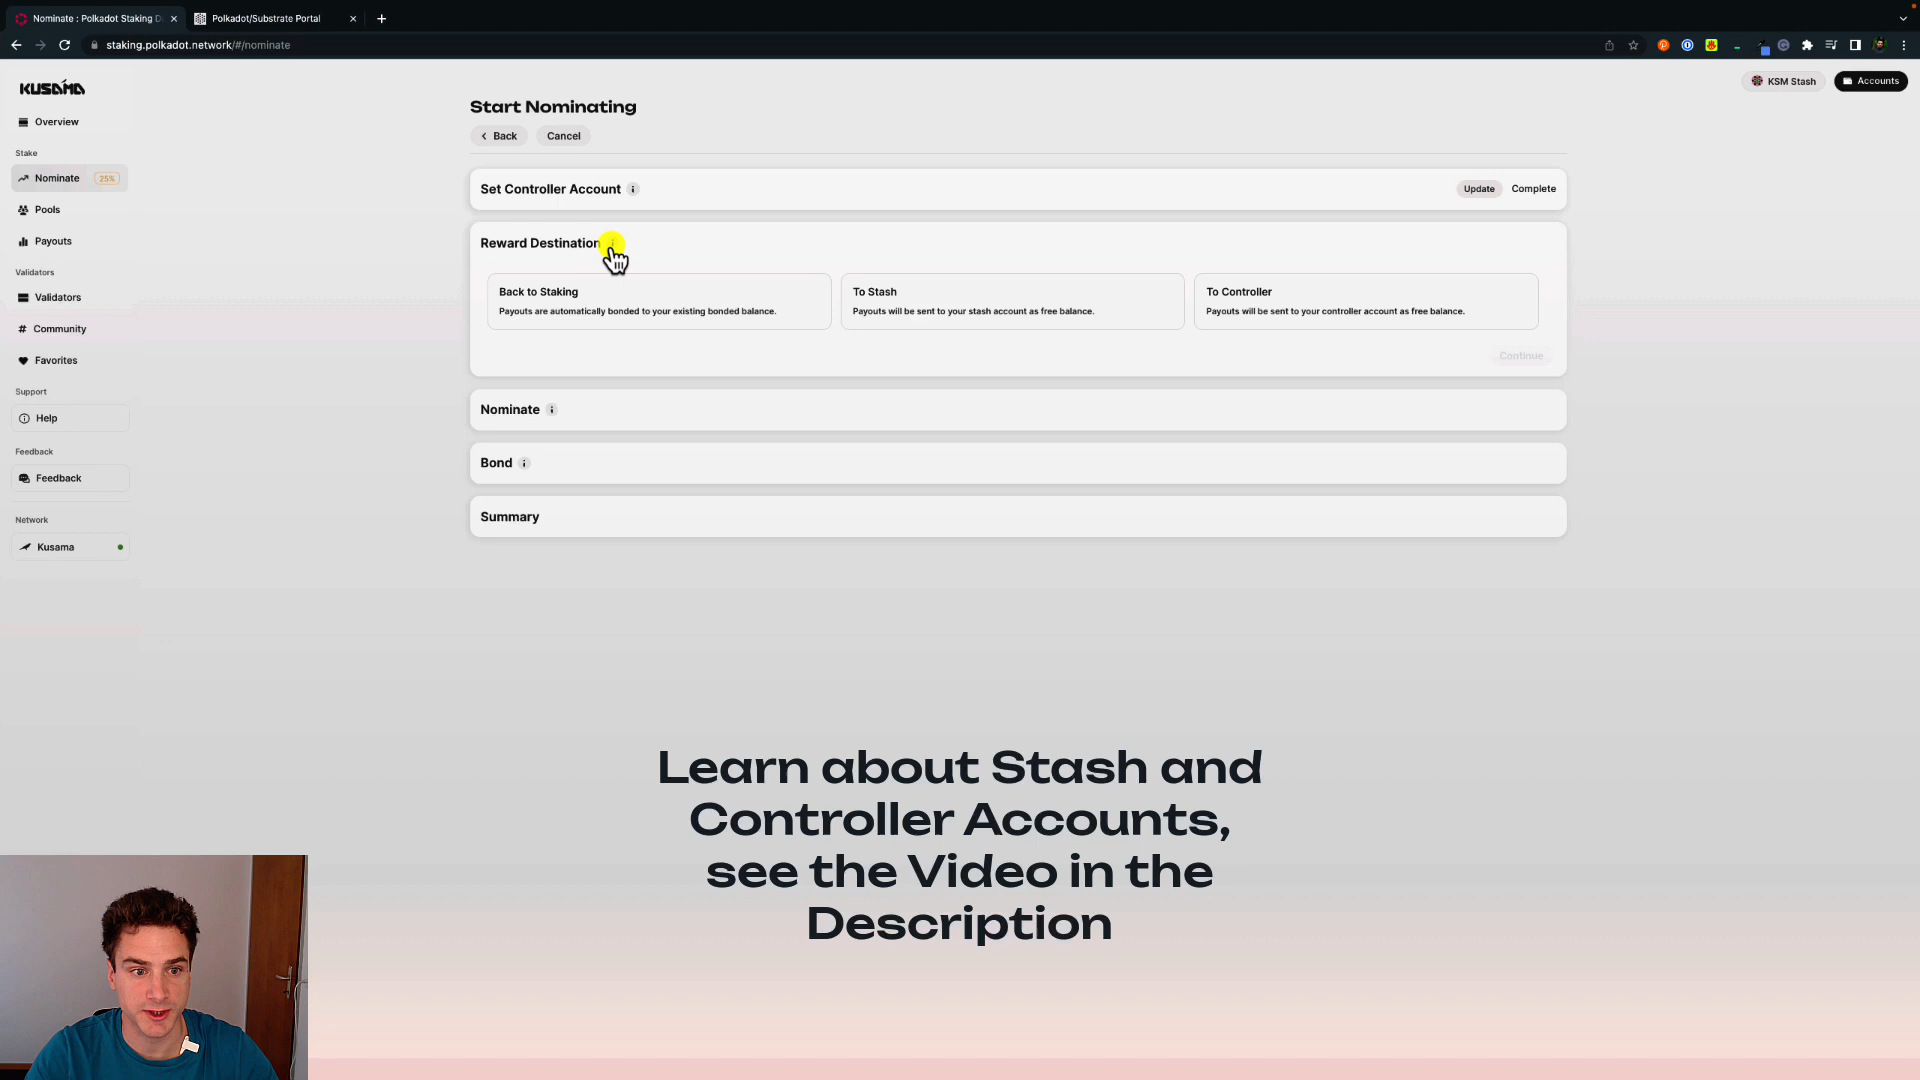 Nominate : Polkadot Staking D
Polkadot/Substrate Portal
staking.polkadot.network/#/nominate
KUSAMA
KSM Stash
Accounts
Overview
Stake
Nominate 25%
Pools
Payouts
Validators
Validators
Community
Favorites
Support
Help
Feedback
Feedback
Network
Kusama
Start Nominating
Back Cancel
Set Controller Account
Update Complete
Reward Destination
Back to Staking
Payouts are automatically bonded to your existing bonded balance.
To Stash
Payouts will be sent to your stash account as free balance.
To Controller
Payouts will be sent to your controller account as free balance.
Continue
Nominate
Bond
Summary
Learn about Stash and
Controller Accounts,
see the Video in the
Description